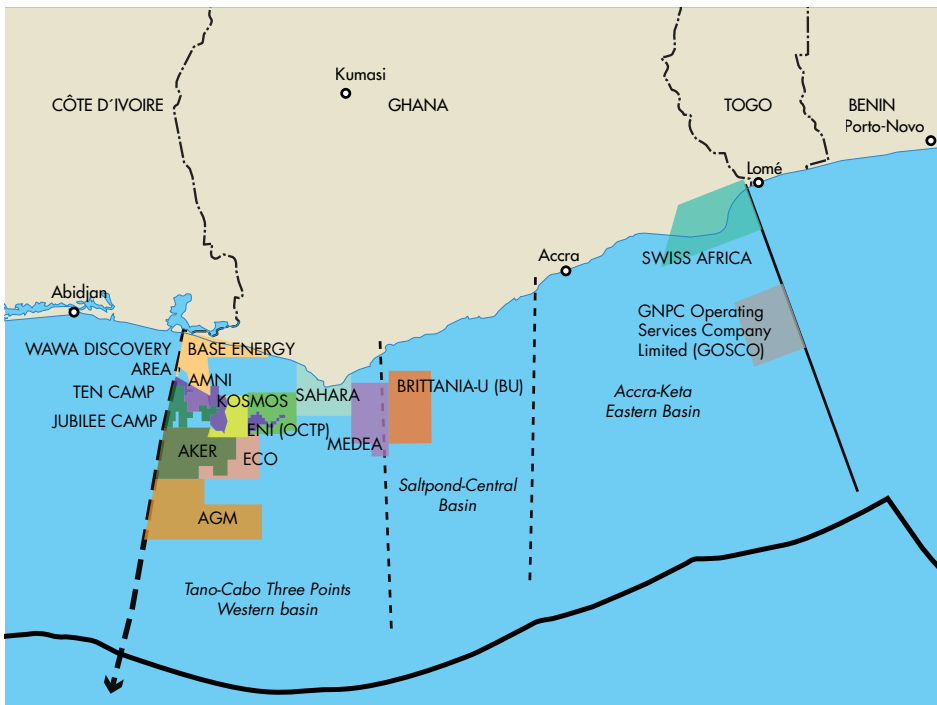 Kumasi
CÔTE D´IVOIRE
GHANA
TOGO
BENIN
Porto-Novo
Lomé
Accra
SWISS AFRICA
Abidjan
GNPC Operating
Services Company
Limited (GOSCO)
WAWA DISCOVERY
AREA
BASE ENERGY
AMNI
TEN CAMP
KOSMOS
SAHARA
BRITTANIA-U (BU)
Accra-Keta
Eastern Basin
JUBILEE CAMP
ENI (OCTP)
MEDEA
AKER
ECO
Saltpond-Central
Basin
AGM
Tano-Cabo Three Points
Western basin